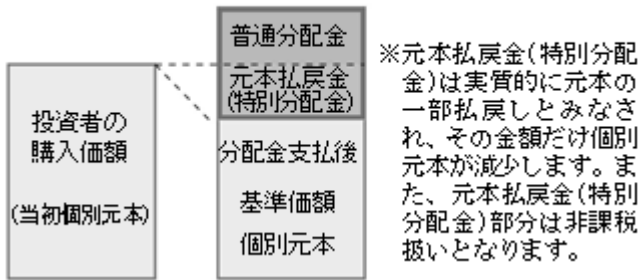 投資者の
購入価額
(当初個別元本)
普通分配金
元本払戻金
(特別分配金)
分配金支払後
基準価額
個別元本
※元本払戻金(特別分配
金)は実質的に元本の
一部払戻しとみなさ
れ、その金額だけ個別
元本が減少します。ま
た、元本払戻金(特別
分配金)部分は非課税
扱いとなります。